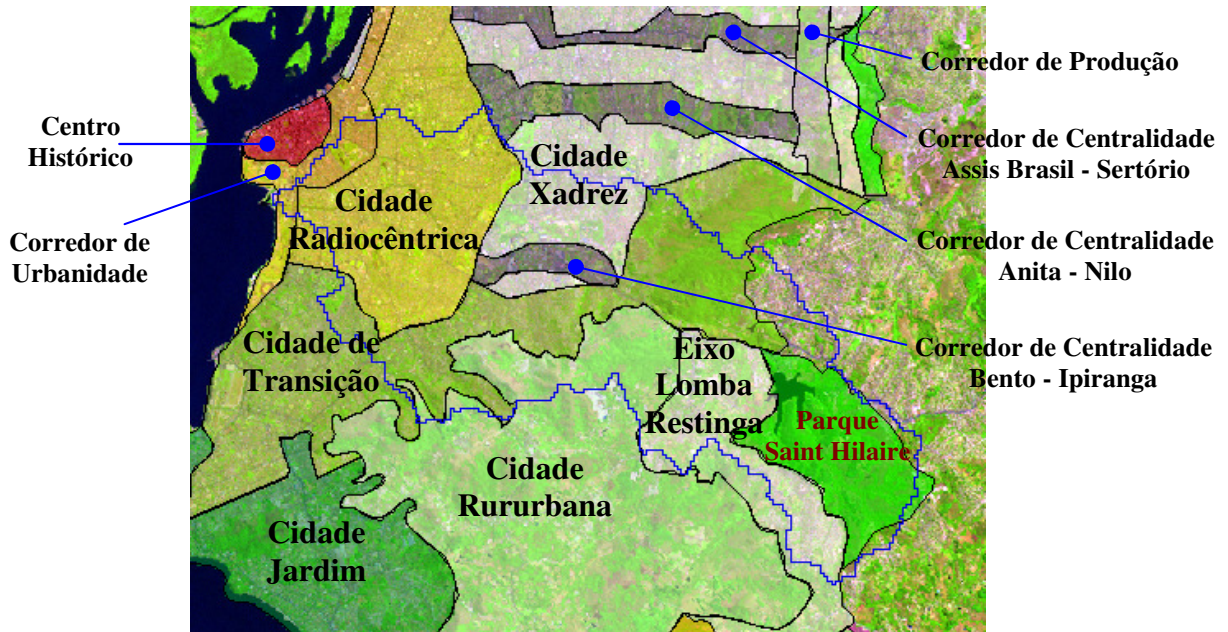 Corredor de Produção
Centro
Histórico
Corredor de Centralidade
Assis Brasil - Sertório
Cidade
Xadrez
Cidade
Radiocêntrica
Corredor de
Urbanidade
Corredor de Centralidade
Anita - Nilo
Cidade de
Transição
Eixo
Lomba
Restinga
Corredor de Centralidade
Bento - Ipiranga
Parque
Saint Hilaire
Cidade
Rururbana
Cidade
Jardim